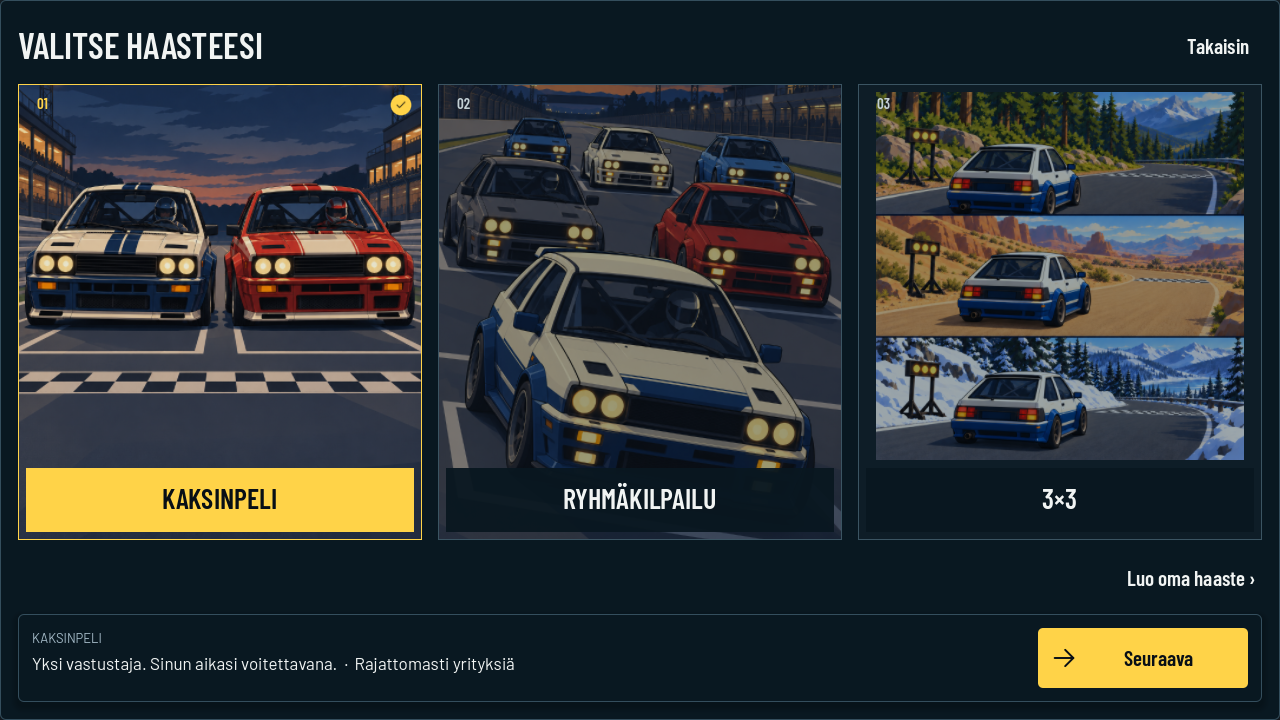 VALITSE HAASTEESI
Takaisin
01
02
03
KAKSINPELI
RYHMÄKILPAILU
3×3
Luo oma haaste ›
KAKSINPELI
Yksi vastustaja. Sinun aikasi voitettavana. · Rajattomasti yrityksiä
Seuraava